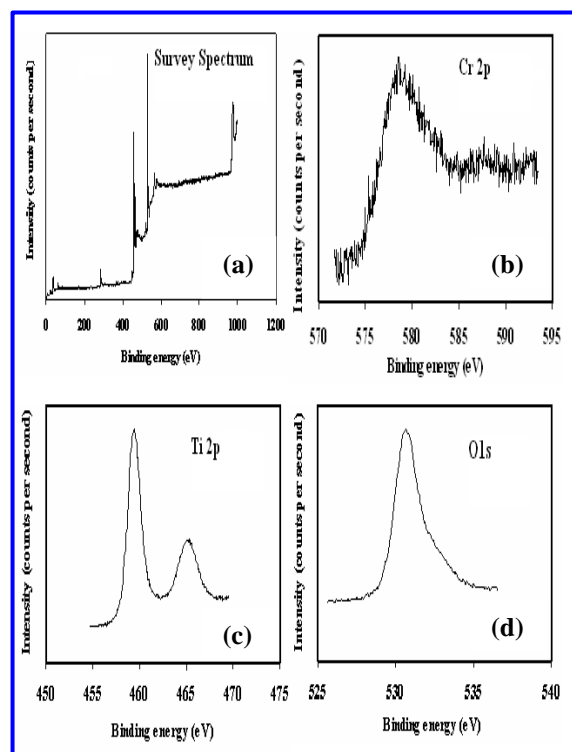 Survey Spectrum
Intensity (counts per second)
(a)
0 200 400 600 800 1000 1200
Binding energy (eV)
Cr 2p
Intensity (counts per second)
(b)
570 575 580 585 590 595
Binding energy (eV)
Ti 2p
Intensity (counts per second)
(c)
450 455 460 465 470 475
Binding energy (eV)
O1s
Intensity (counts per second)
(d)
525 530 535 540
Binding energy (eV)